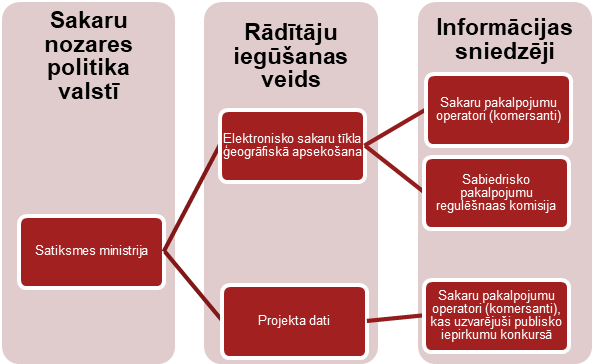 Sakaru
nozares
politika
valstī
Rādītāju
iegūšanas
veids
Informācijas
sniedzēji
Satiksmes ministrija
Elektronisko sakaru tīkla
ģeogrāfiskā apsekošana
Projekta dati
Sakaru pakalpojumu
operatori (komersanti)
Sabiedrisko
pakalpojumu
regulēšnaas komisija
Sakaru pakalpojumu
operatori (komersanti),
kas uzvarējuši publisko
iepirkumu konkursā